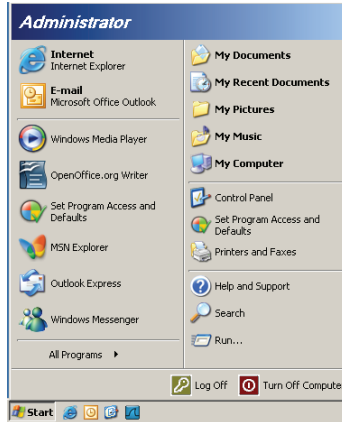 Administrator
Internet
Internet Explorer
E-mail
Microsoft Office Outlook
Windows Media Player
OpenOffice.org Writer
Set Program Access and
Defaults
MSN Explorer
Outlook Express
Windows Messenger
All Programs
My Documents
My Recent Documents
My Pictures
My Music
My Computer
Control Panel
Set Program Access and
Defaults
Printers and Faxes
Help and Support
Search
Run...
Log Off
Turn Off Compute
Start